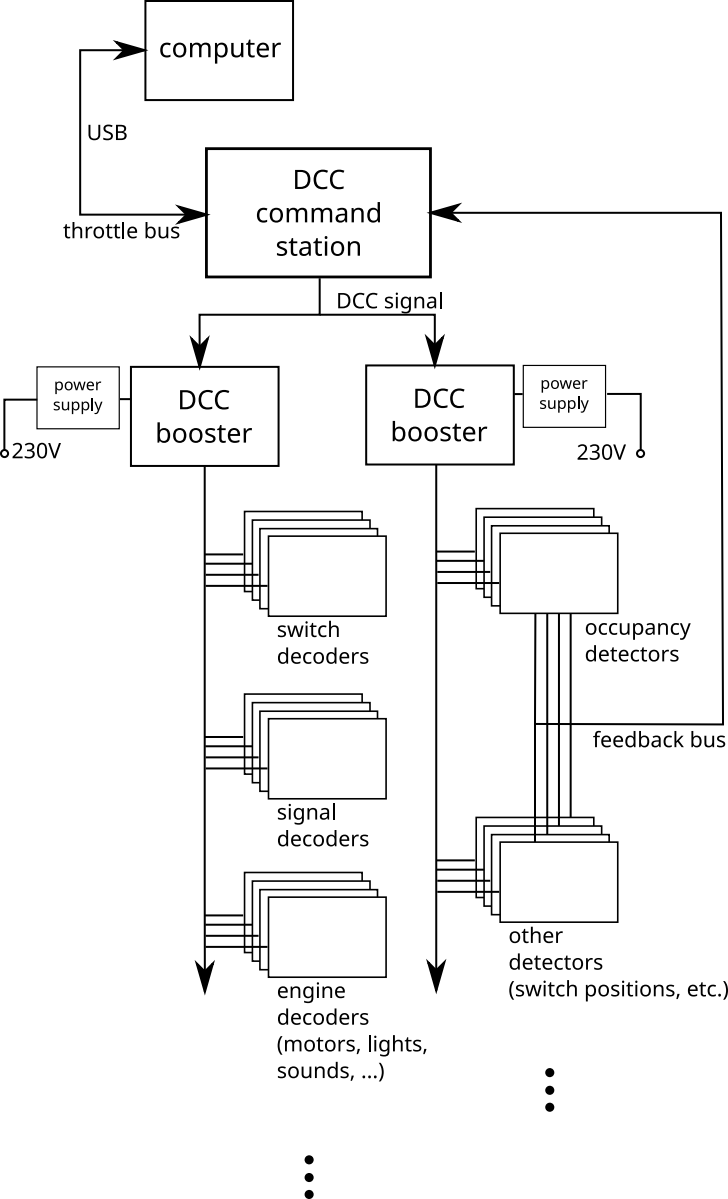 computer
USB
DCC
command
station
throttle bus
DCC signal
power
supply
DCC
booster
230V
DCC
booster
power
supply
230V
switch
decoders
occupancy
detectors
feedback bus
signal
decoders
other
detectors
(switch positions, etc.)
engine
decoders
(motors, lights,
sounds, ...)